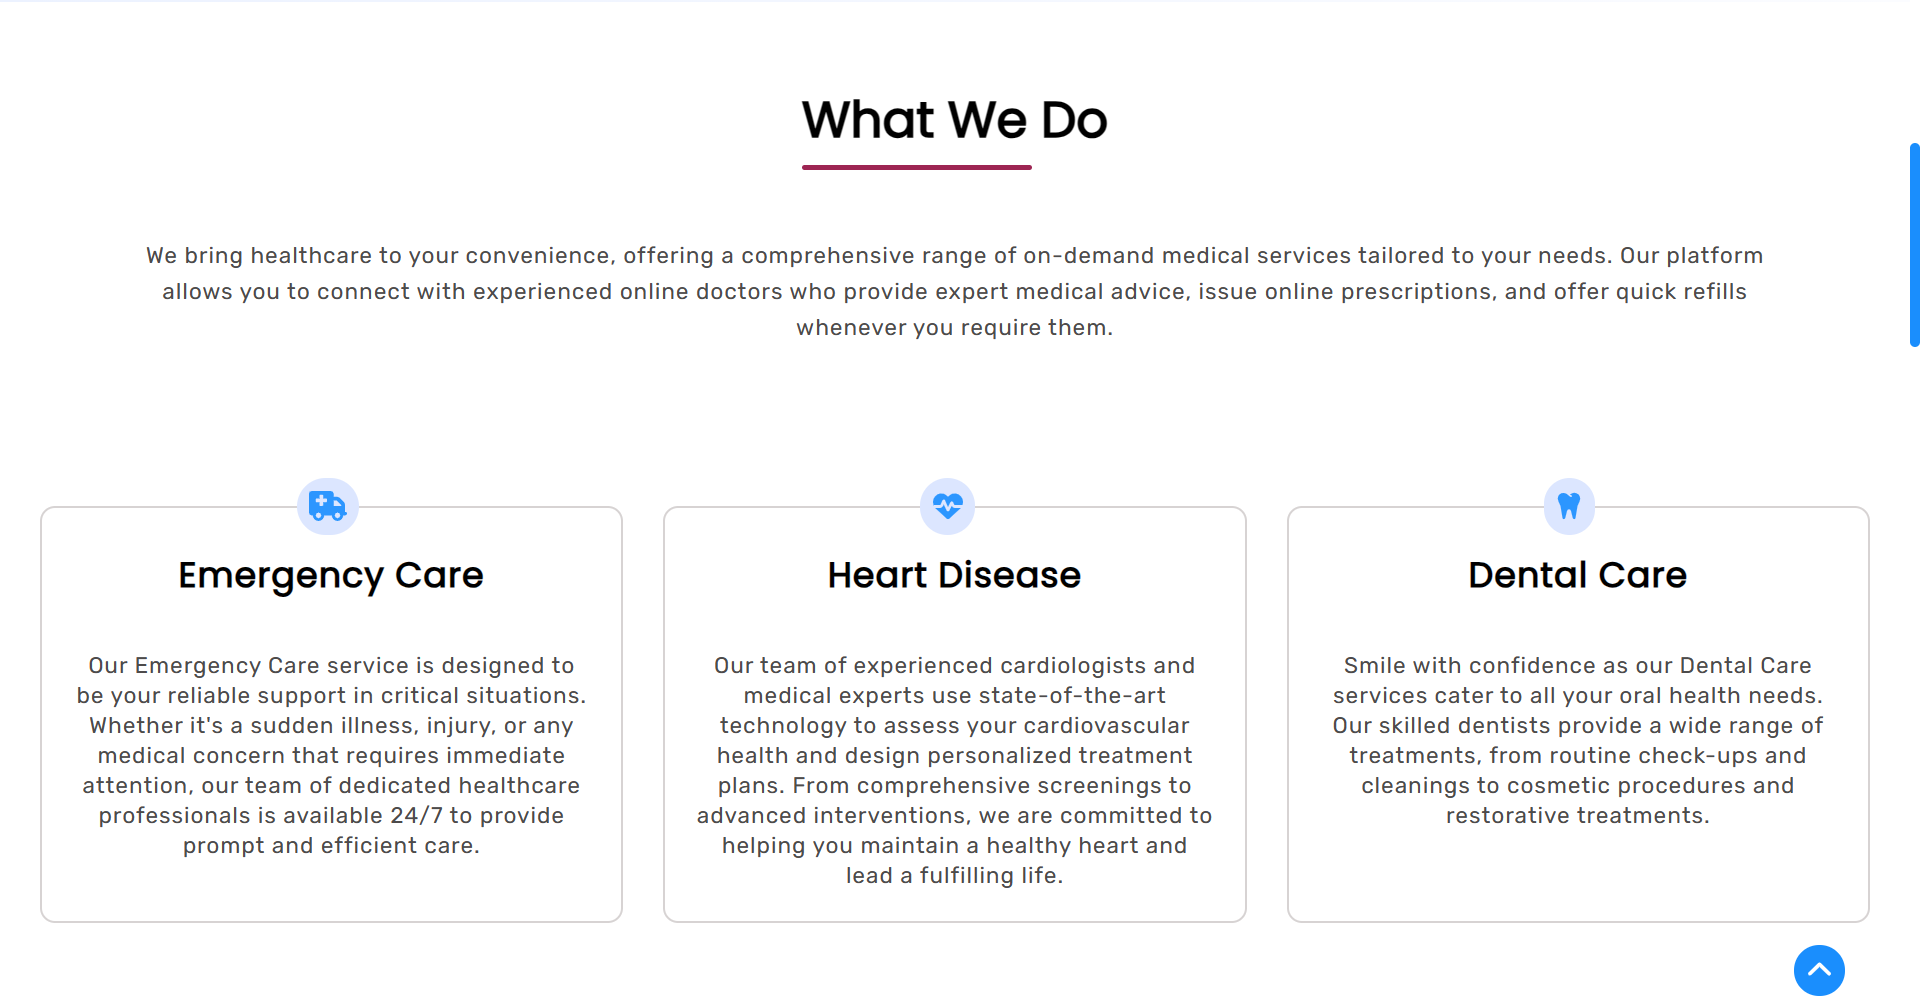 What We Do
We bring healthcare to your convenience, offering a comprehensive range of on-demand medical services tailored to your needs. Our platform
allows you to connect with experienced online doctors who provide expert medical advice, issue online prescriptions, and offer quick refills
whenever you require them.
Emergency Care
Our Emergency Care service is designed to
be your reliable support in critical situations.
Whether it's a sudden illness, injury, or any
medical concern that requires immediate
attention, our team of dedicated healthcare
professionals is available 24/7 to provide
prompt and efficient care.
Heart Disease
Our team of experienced cardiologists and
medical experts use state-of-the-art
technology to assess your cardiovascular
health and design personalized treatment
plans. From comprehensive screenings to
advanced interventions, we are committed to
helping you maintain a healthy heart and
lead a fulfilling life.
Dental Care
Smile with confidence as our Dental Care
services cater to all your oral health needs.
Our skilled dentists provide a wide range of
treatments, from routine check-ups and
cleanings to cosmetic procedures and
restorative treatments.